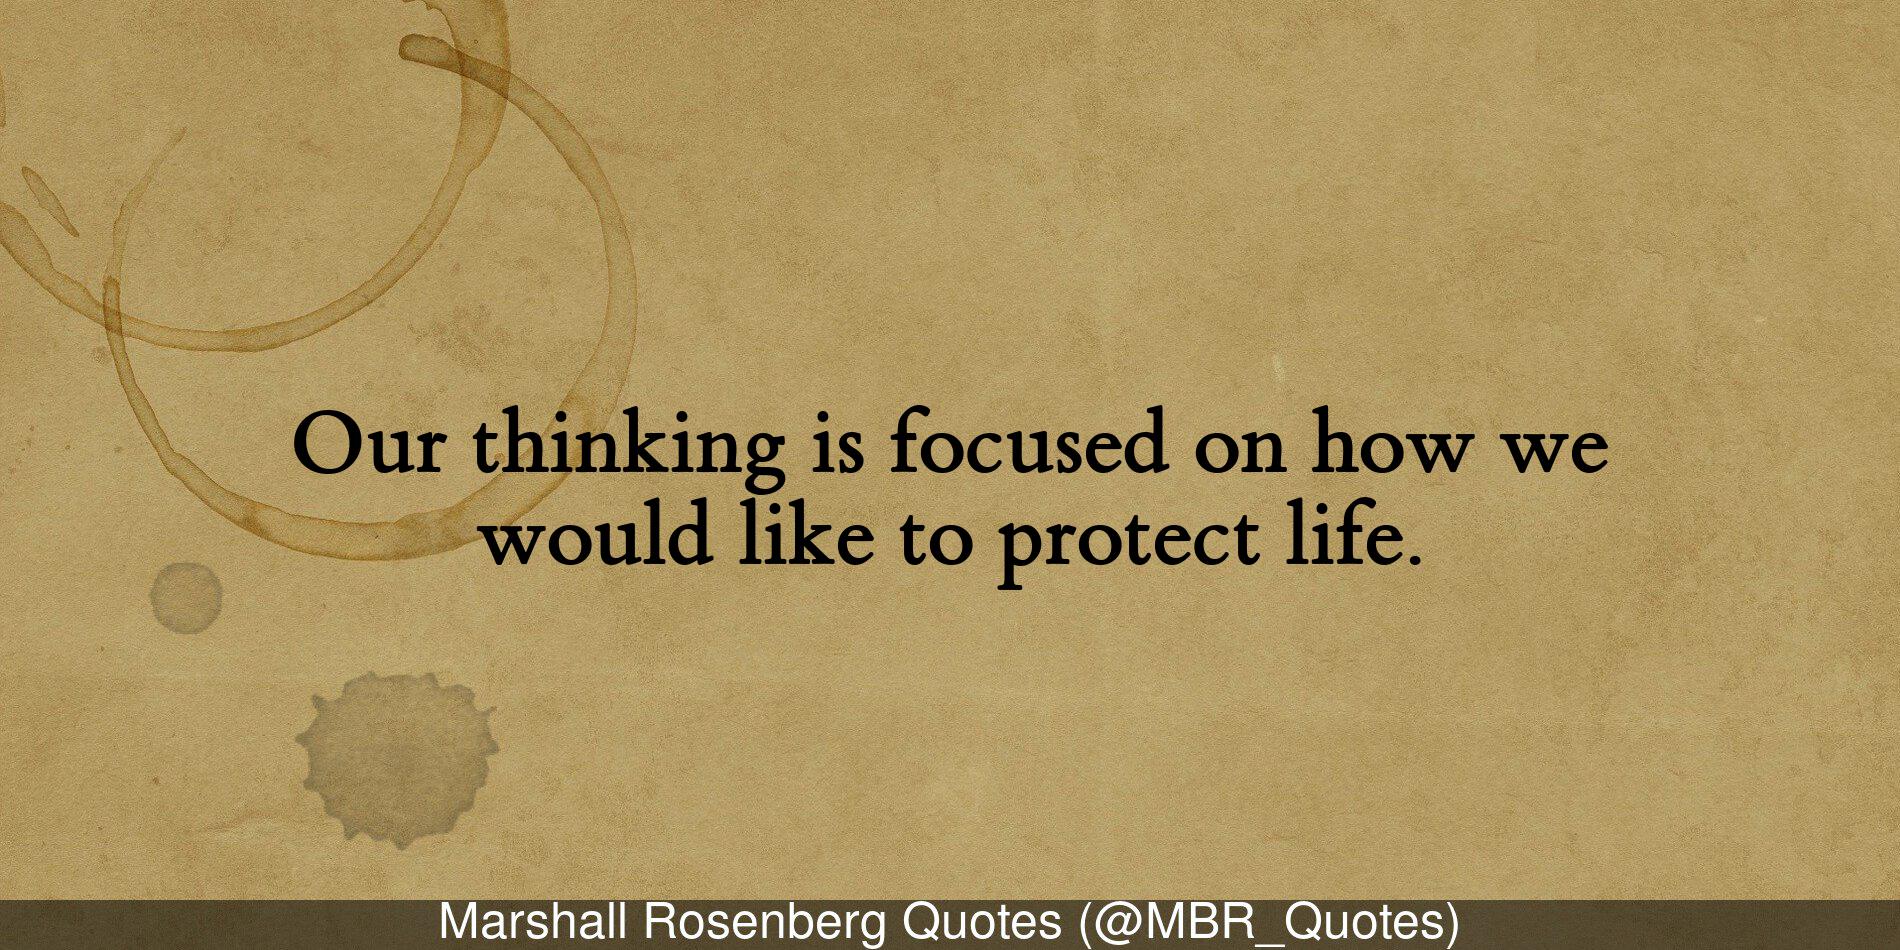 Our thinking is focused on how we
would like to protect life.
Marshall Rosenberg Quotes (@MBR_Quotes)